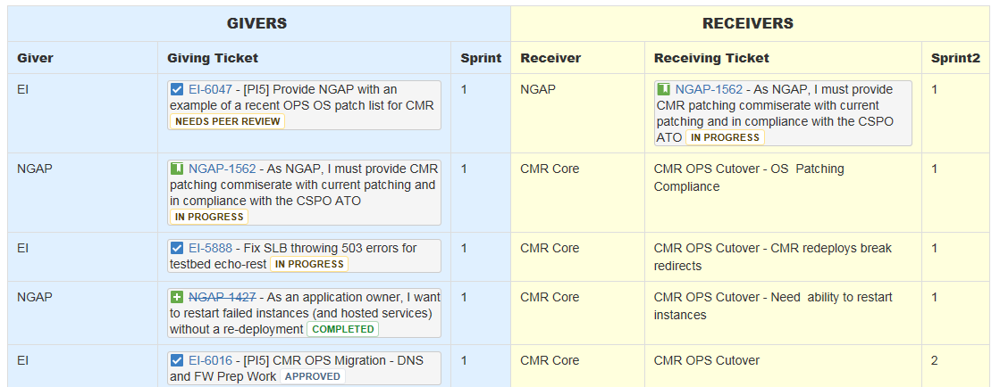 GIVERS RECEIVERS
Giver Giving Ticket Sprint Receiver Receiving Ticket Sprint2
EI EI-6047 - [PI5] Provide NGAP with an 1 NGAP NGAP-1562 - As NGAP, I must provide 1
example of a recent OPS OS patch list for CMR CMR patching commiserate with current
NEEDS PEER REVIEW patching and in compliance with the CSPO
ATO IN PROGRESS
NGAP NGAP-1562 - As NGAP, I must provide CMR 1 CMR Core CMR OPS Cutover - OS Patching 1
patching commiserate with current patching and Compliance
in compliance with the CSPO ATO
IN PROGRESS
EI EI-5888 - Fix SLB throwing 503 errors for 1 CMR Core CMR OPS Cutover - CMR redeploys break 1
testbed echo-rest IN PROGRESS redirects
NGAP NGAP-1427 - As an application owner, I want 1 CMR Core CMR OPS Cutover - Need ability to restart 1
to restart failed instances (and hosted services) instances
without a re-deployment COMPLETED
EI EI-6016 - [PI5] CMR OPS Migration - DNS 1 CMR Core CMR OPS Cutover 2
and FW Prep Work APPROVED